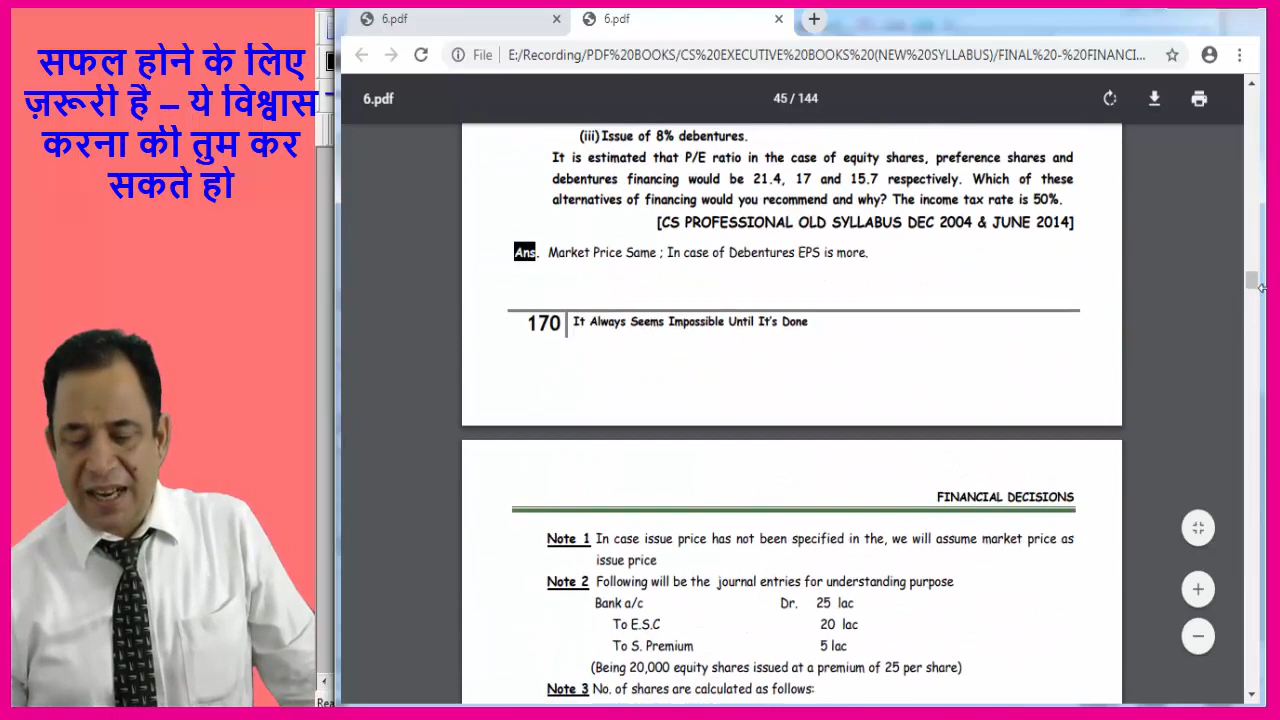 सफल होने के लिए
ज़रूरी है – ये विश्वास
करना की तुम कर
सकते हो
6.pdf
6.pdf
File
E:/Recording/PDF%20BOOKS/CS%20EXECUTIVE%20BOOKS%20(NEW%20SYLLABUS)/FINAL%20-%20FINANCI...
6.pdf
45 / 144
(iii) Issue of 8% debentures.
It is estimated that P/E ratio in the case of equity shares, preference shares and
debentures financing would be 21.4, 17 and 15.7 respectively. Which of these
alternatives of financing would you recommend and why? The income tax rate is 50%.
[CS PROFESSIONAL OLD SYLLABUS DEC 2004 & JUNE 2014]
Ans. Market Price Same ; In case of Debentures EPS is more.
170 It Always Seems Impossible Until It's Done
FINANCIAL DECISIONS
Note 1 In case issue price has not been specified in the, we will assume market price as
issue price
Note 2 Following will be the journal entries for understanding purpose
Bank a/c Dr. 25 lac
To E.S.C 20 lac
To S. Premium 5 lac
(Being 20,000 equity shares issued at a premium of 25 per share)
Note 3 No. of shares are calculated as follows:
Rea